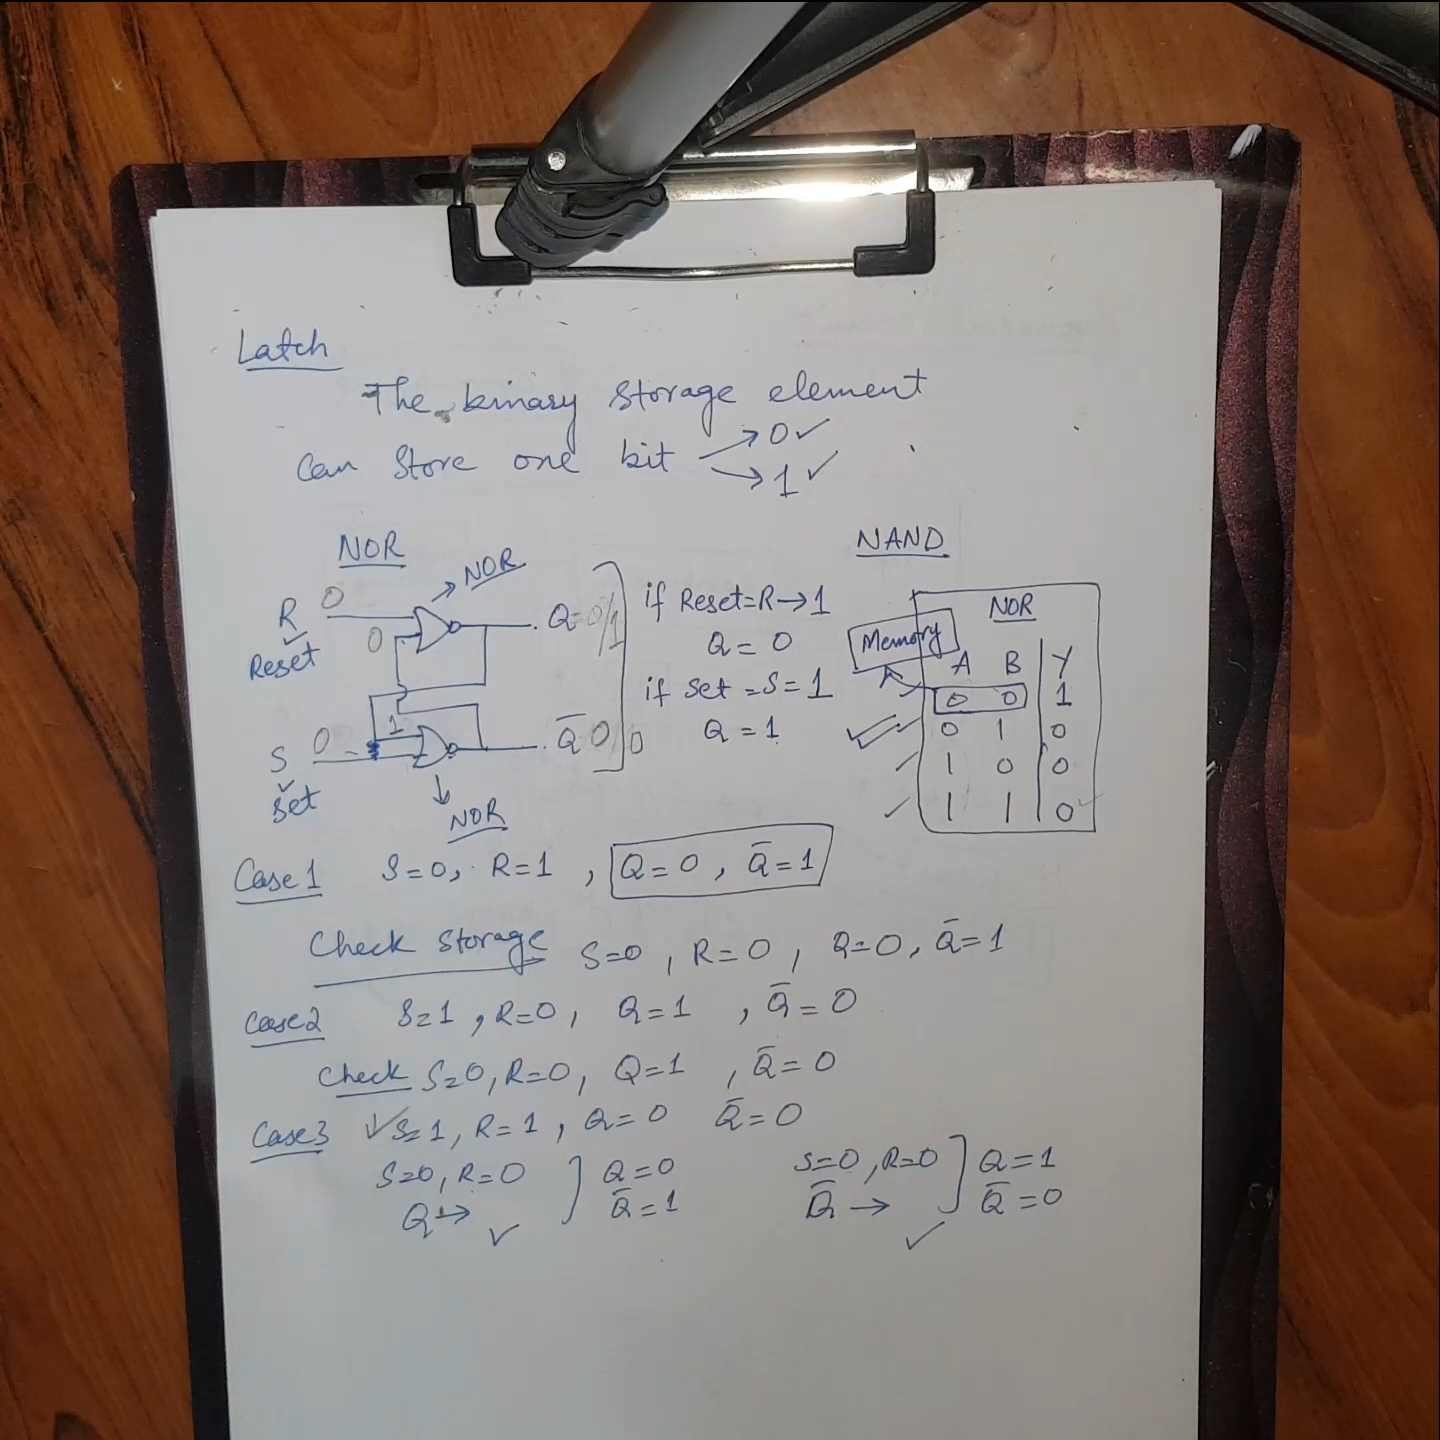 Latch
The binary storage element
can store one bit → 0 ✓
→ 1 ✓
NOR
→ NOR
R 0
Reset
0
Q=0/1
S 0
Set
1
Q̅ 0/0
NOR
if Reset=R→1
Q = 0
if Set =S=1
Q = 1
NAND
NOR
Memory
A B Y
0 0 1
0 1 0
1 0 0
1 1 0
Case 1 S=0, R=1 , Q=0 , Q̅=1
Check Storage S=0 , R=0 , Q=0, Q̅=1
Case2 S=1 , R=0 , Q=1 , Q̅=0
Check S=0, R=0, Q=1 , Q̅=0
Case3 ✓ S=1, R=1 , Q=0 Q̅=0
S=0, R=0 ] Q=0
Q → ✓ Q̅=1
S=0, R=0 ] Q=1
Q̅ → ✓ Q̅=0